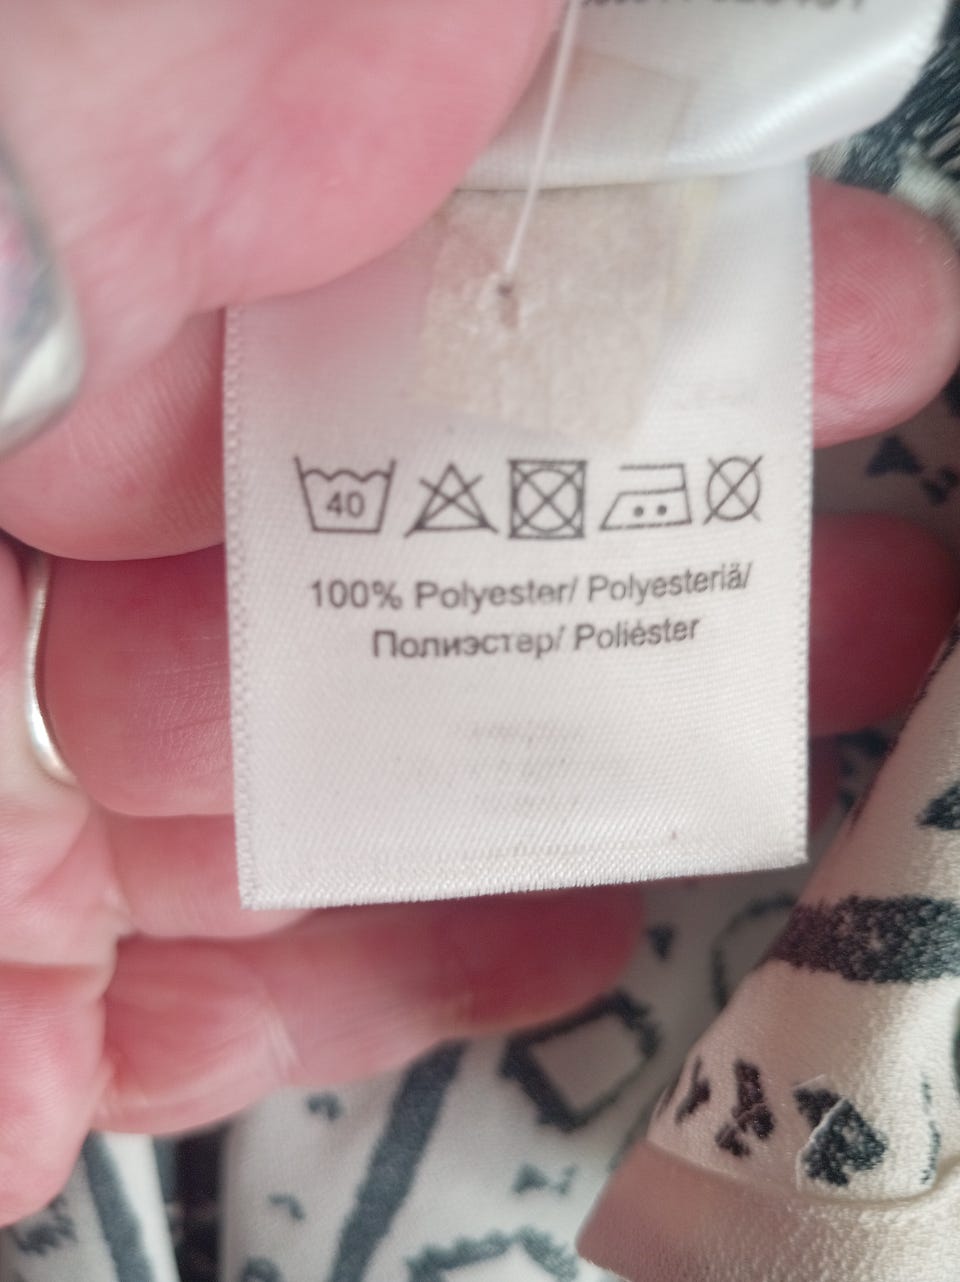 40
100% Polyester/ Polyesteriä/
Полиэстер/ Poliéster